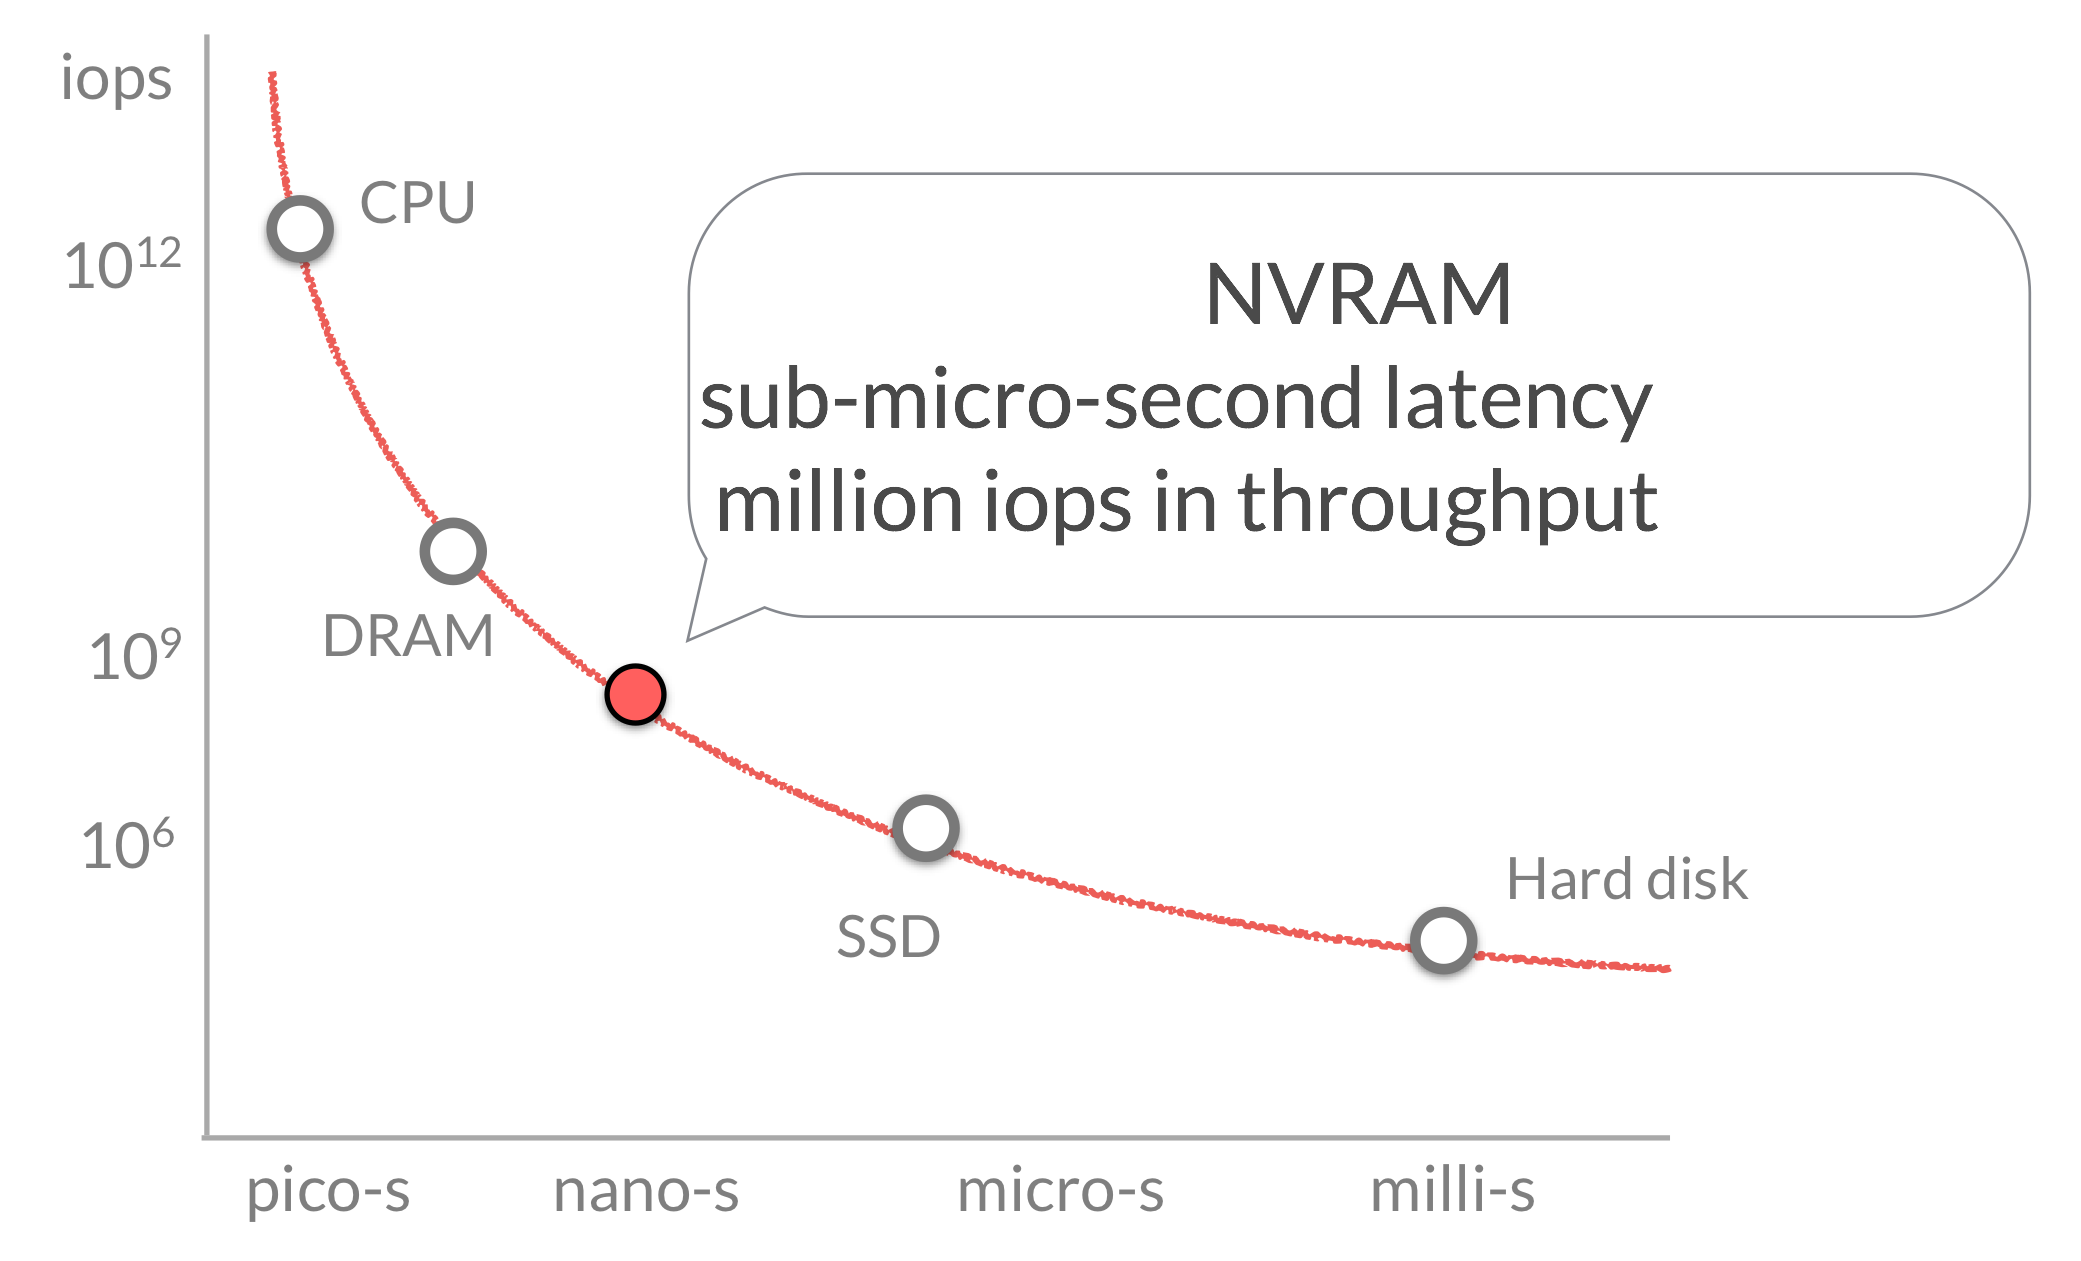 iops
CPU
10¹²
NVRAM
sub-micro-second latency
million iops in throughput
DRAM
10⁹
10⁶
Hard disk
SSD
pico-s nano-s micro-s milli-s